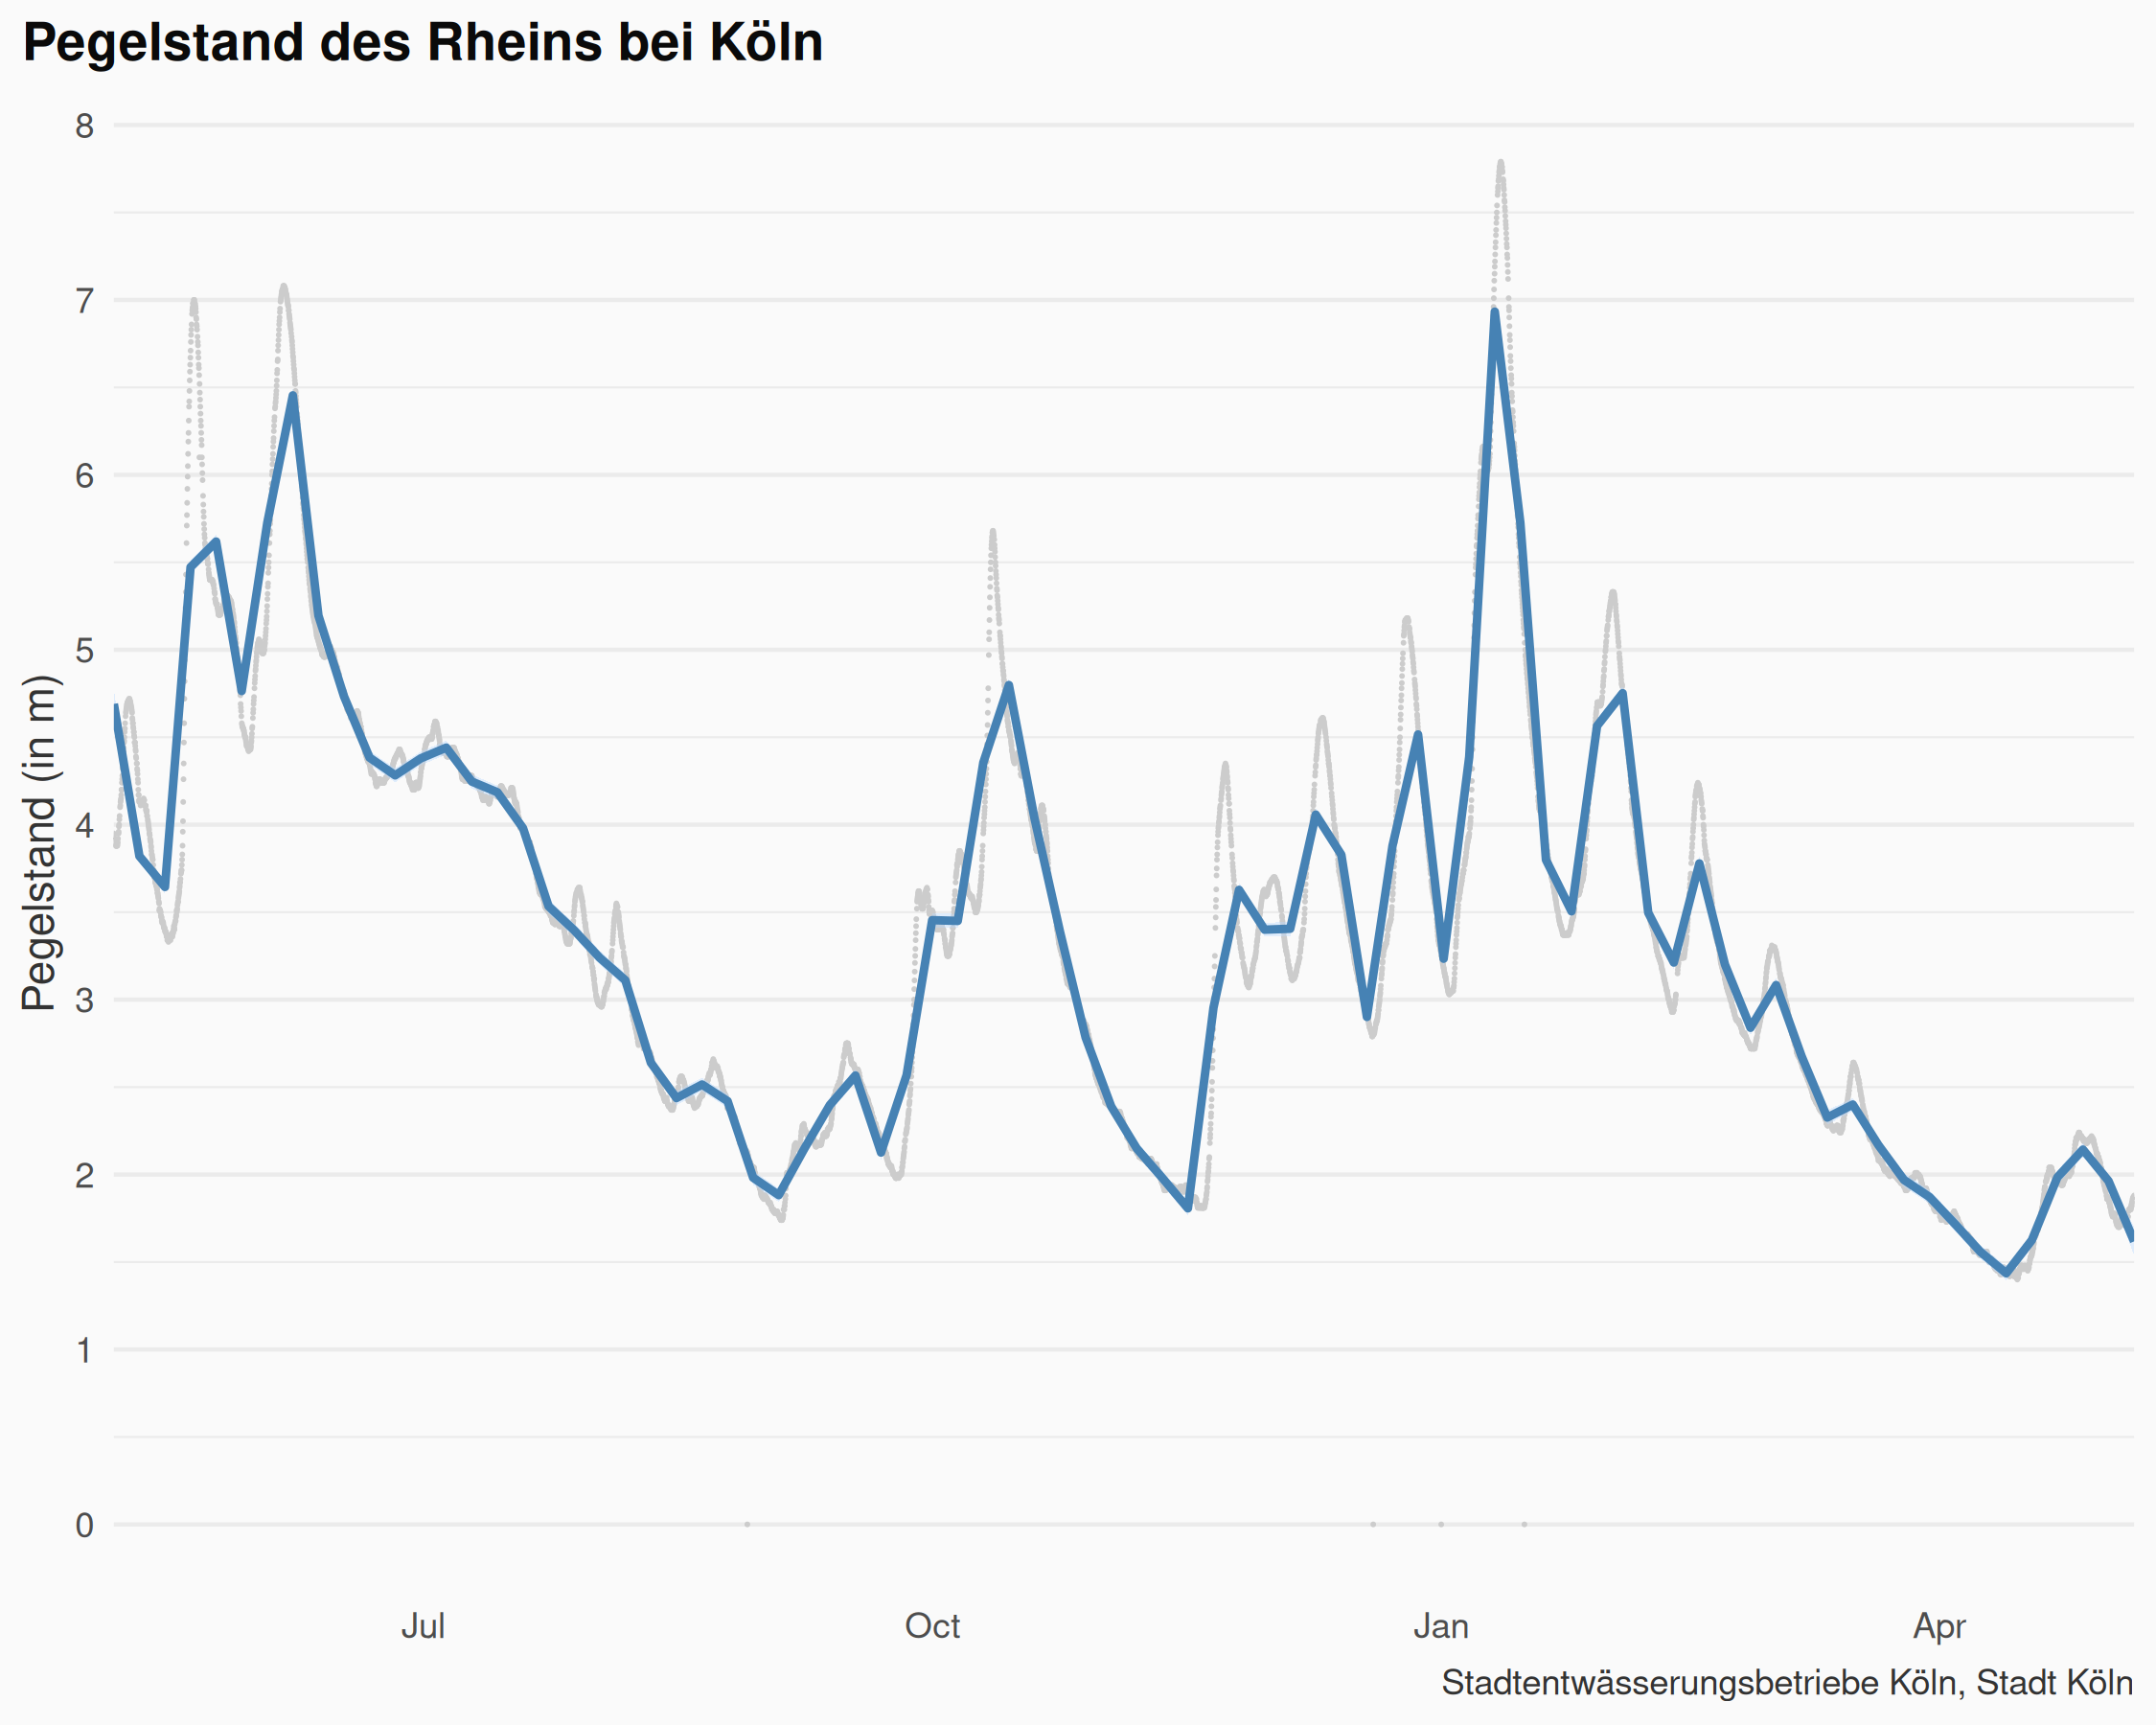 Pegelstand des Rheins bei Köln
Pegelstand (in m)
8
7
6
5
4
3
2
1
0
Jul Oct Jan Apr
Stadtentwässerungsbetriebe Köln, Stadt Köln